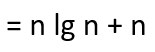 = n lg n + n